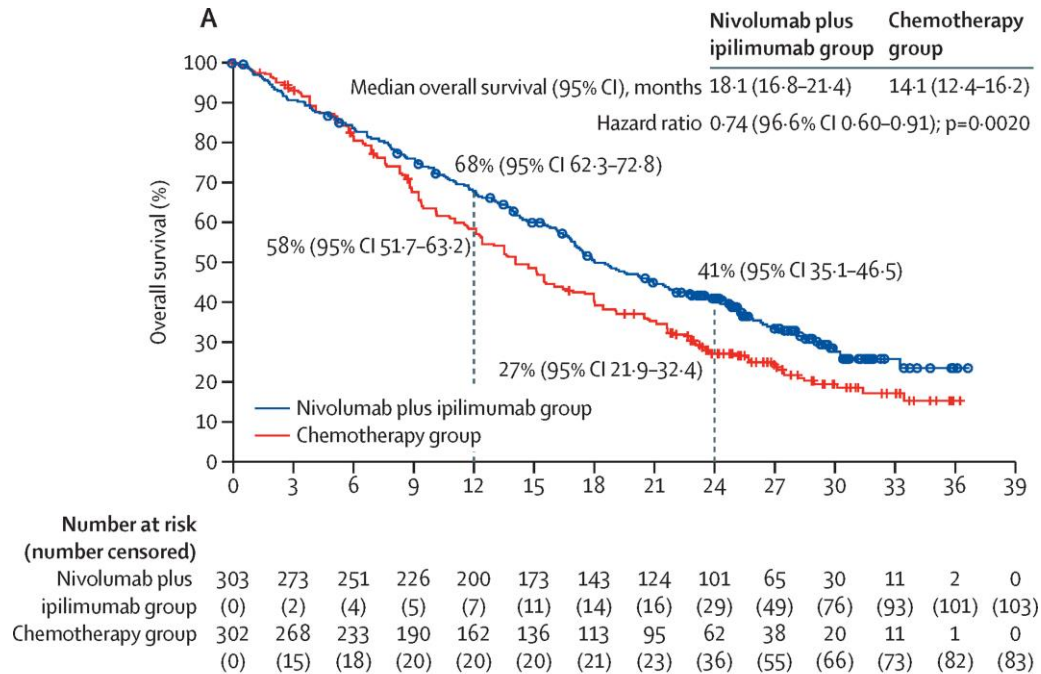 A
Nivolumab plus ipilimumab group
Chemotherapy group
Median overall survival (95% CI), months 18·1 (16·8–21·4) 14·1 (12·4–16·2)
Hazard ratio 0·74 (96·6% CI 0·60–0·91); p=0·0020
Overall survival (%)
100
90
80
70
60
50
40
30
20
10
0
68% (95% CI 62·3–72·8)
58% (95% CI 51·7–63·2)
41% (95% CI 35·1–46·5)
27% (95% CI 21·9–32·4)
Nivolumab plus ipilimumab group
Chemotherapy group
0 3 6 9 12 15 18 21 24 27 30 33 36 39
Number at risk
(number censored)
Nivolumab plus 303 273 251 226 200 173 143 124 101 65 30 11 2 0
ipilimumab group (0) (2) (4) (5) (7) (11) (14) (16) (29) (49) (76) (93) (101) (103)
Chemotherapy group 302 268 233 190 162 136 113 95 62 38 20 11 1 0
(0) (15) (18) (20) (20) (20) (21) (23) (36) (55) (66) (73) (82) (83)